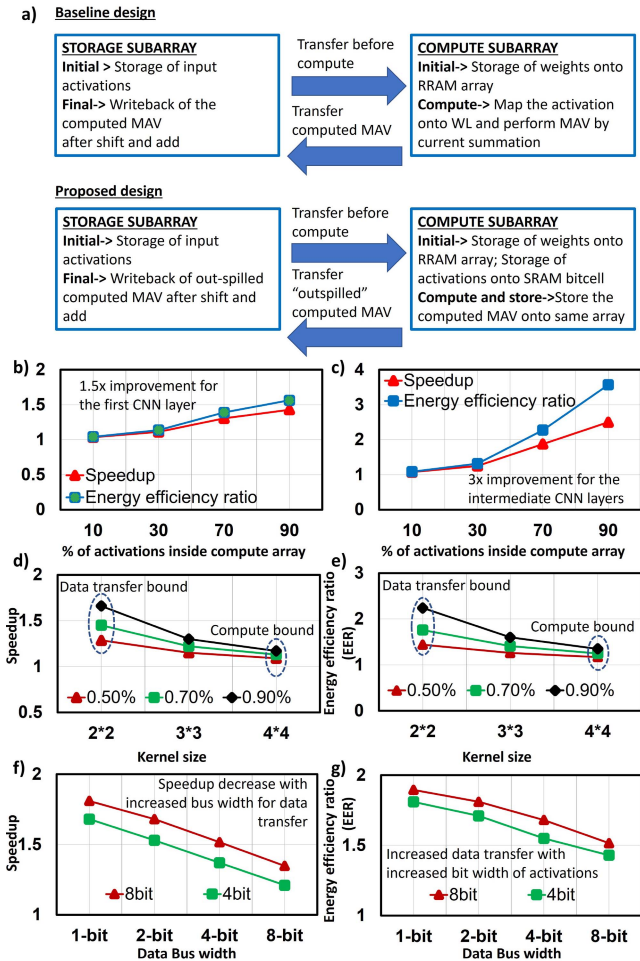 a)
Baseline design
STORAGE SUBARRAY
Initial > Storage of input
activations
Final-> Writeback of the
computed MAV
after shift and add
Transfer before
compute
Transfer
computed MAV
COMPUTE SUBARRAY
Initial-> Storage of weights onto
RRAM array
Compute-> Map the activation
onto WL and perform MAV by
current summation
Proposed design
STORAGE SUBARRAY
Initial-> Storage of input
activations
Final-> Writeback of out-spilled
computed MAV after shift and
add
Transfer before
compute
Transfer
“outspilled”
computed MAV
COMPUTE SUBARRAY
Initial-> Storage of weights onto
RRAM array; Storage of
activations onto SRAM bitcell
Compute and store->Store the
computed MAV onto same array
b)
2
1.5
1
0.5
0
1.5x improvement for
the first CNN layer
Speedup
Energy efficiency ratio
10 30 70 90
% of activations inside compute array
c)
4
3
2
1
0
Speedup
Energy efficiency ratio
3x improvement for the
intermediate CNN layers
10 30 70 90
% of activations inside compute array
d)
Speedup
2
1.5
1
0.5
Data transfer bound
Compute bound
0.50% 0.70% 0.90%
2*2 3*3 4*4
Kernel size
e)
Energy efficiency ratio
(EER)
3
2
1
0
Data transfer bound
Compute bound
0.50% 0.70% 0.90%
2*2 3*3 4*4
Kernel size
f)
Speedup
2
1.5
1
Speedup decrease with
increased bus width for data
transfer
8bit 4bit
1-bit 2-bit 4-bit 8-bit
Data Bus width
g)
Energy efficiency ratio
(EER)
2
1.5
1
Increased data transfer with
increased bit width of activations
8bit 4bit
1-bit 2-bit 4-bit 8-bit
Data Bus width